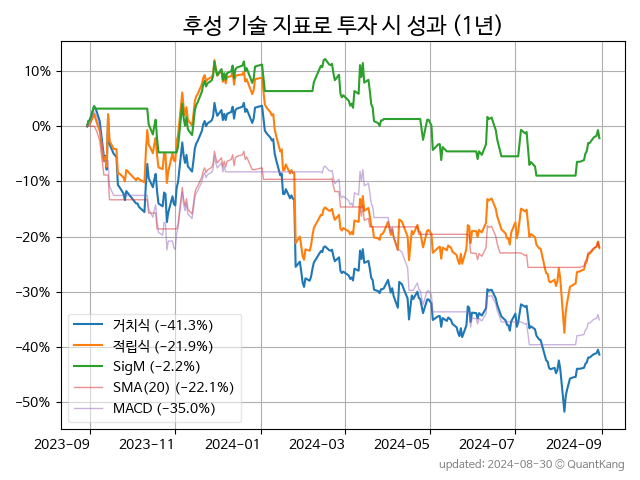 후성 기술 지표로 투자 시 성과 (1년)
10%
0%
−10%
−20%
−30%
−40%
−50%
거치식 (−41.3%)
적립식 (−21.9%)
SigM (−2.2%)
SMA(20) (−22.1%)
MACD (−35.0%)
2023−09 2023−11 2024−01 2024−03 2024−05 2024−07 2024−09
updated: 2024−08−30 © QuantKang